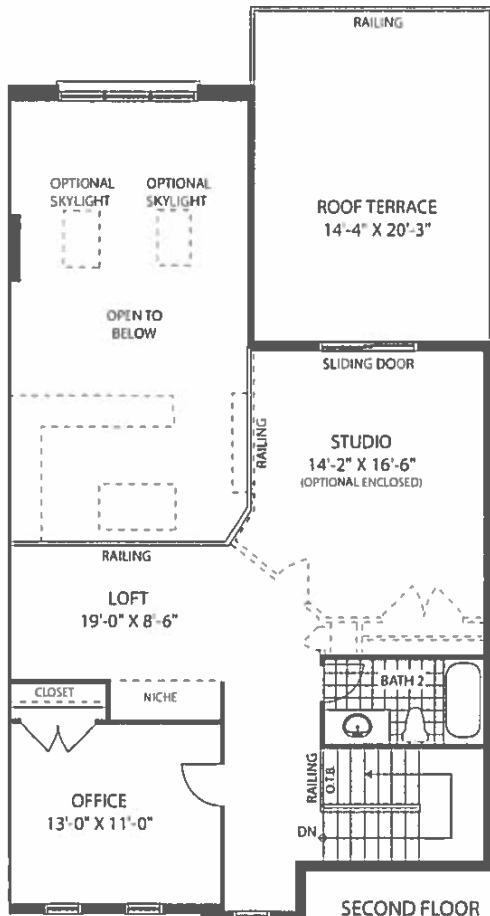 RAILING
OPTIONAL
SKYLIGHT
OPTIONAL
SKYLIGHT
ROOF TERRACE
14'-4" X 20'-3"
OPEN TO
BELOW
SLIDING DOOR
RAILING
STUDIO
14'-2" X 16'-6"
(OPTIONAL ENCLOSED)
RAILING
LOFT
19'-0" X 8'-6"
CLOSET
NICHE
BATH 2
OFFICE
13'-0" X 11'-0"
RAILING
O.T.B.
DN
SECOND FLOOR